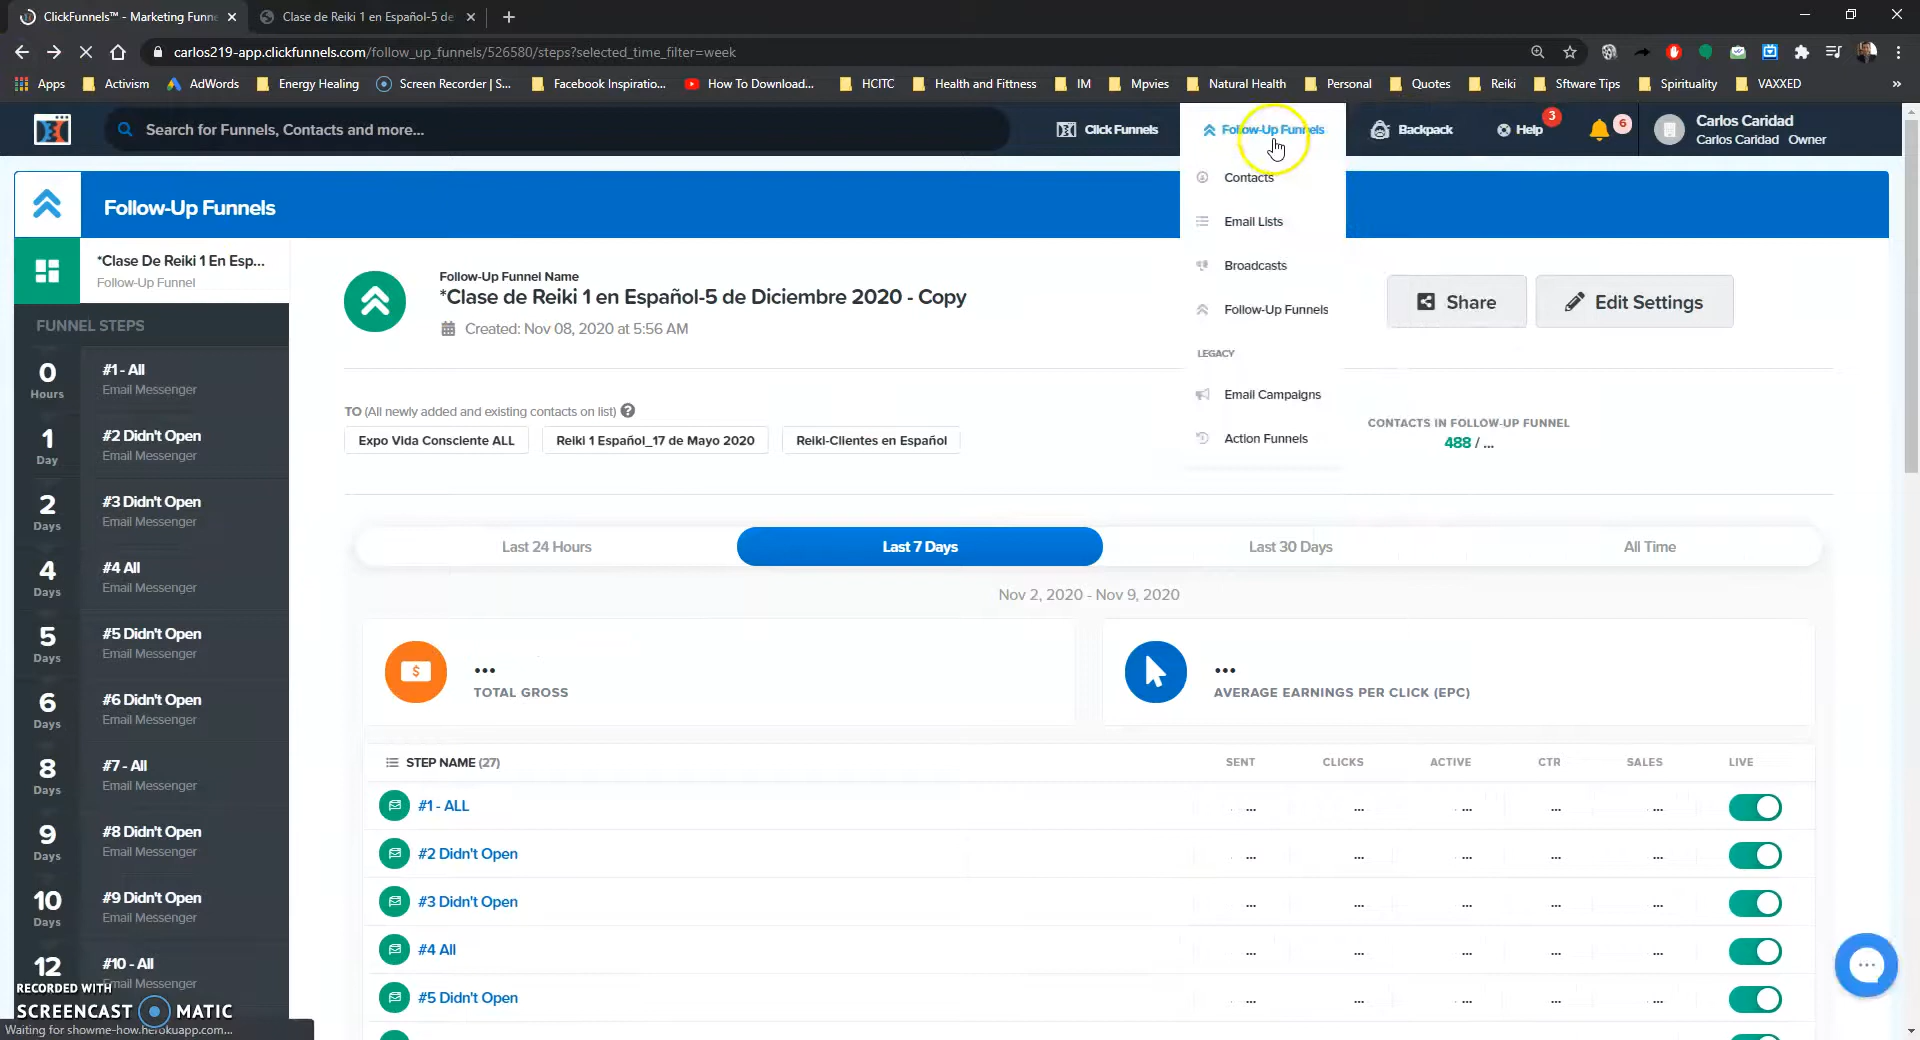 ClickFunnels™ - Marketing Funne
Clase de Reiki 1 en Español-5 de
carlos219-app.clickfunnels.com/follow_up_funnels/526580/steps?selected_time_filter=week
Apps
Activism
AdWords
Energy Healing
Screen Recorder | S...
Facebook Inspiratio...
How To Download...
HCITC
Health and Fitness
IM
Mpvies
Natural Health
Personal
Quotes
Reiki
Sftware Tips
Spirituality
VAXXED
»
Search for Funnels, Contacts and more...
Click Funnels
Follow-Up Funnels
Backpack
Help
3
6
Carlos Caridad
Carlos Caridad Owner
Contacts
Email Lists
Broadcasts
Follow-Up Funnels
LEGACY
Email Campaigns
Action Funnels
Follow-Up Funnels
*Clase De Reiki 1 En Esp...
Follow-Up Funnel
FUNNEL STEPS
0 Hours
#1 - All
Email Messenger
1 Day
#2 Didn't Open
Email Messenger
2 Days
#3 Didn't Open
Email Messenger
4 Days
#4 All
Email Messenger
5 Days
#5 Didn't Open
Email Messenger
6 Days
#6 Didn't Open
Email Messenger
8 Days
#7 - All
Email Messenger
9 Days
#8 Didn't Open
Email Messenger
10 Days
#9 Didn't Open
Email Messenger
12
#10 - All
Email Messenger
Follow-Up Funnel Name
*Clase de Reiki 1 en Español-5 de Diciembre 2020 - Copy
Created: Nov 08, 2020 at 5:56 AM
Share
Edit Settings
TO (All newly added and existing contacts on list)
Expo Vida Consciente ALL
Reiki 1 Español_17 de Mayo 2020
Reiki-Clientes en Español
CONTACTS IN FOLLOW-UP FUNNEL
488 / ...
Last 24 Hours
Last 7 Days
Last 30 Days
All Time
Nov 2, 2020 - Nov 9, 2020
$
...
TOTAL GROSS
...
AVERAGE EARNINGS PER CLICK (EPC)
STEP NAME (27) SENT CLICKS ACTIVE CTR SALES LIVE
#1 - ALL ... ... ... ... ...
#2 Didn't Open ... ... ... ... ...
#3 Didn't Open ... ... ... ... ...
#4 All ... ... ... ... ...
#5 Didn't Open ... ... ... ... ...
RECORDED WITH
SCREENCAST MATIC
Waiting for showme-how.herokuapp.com...